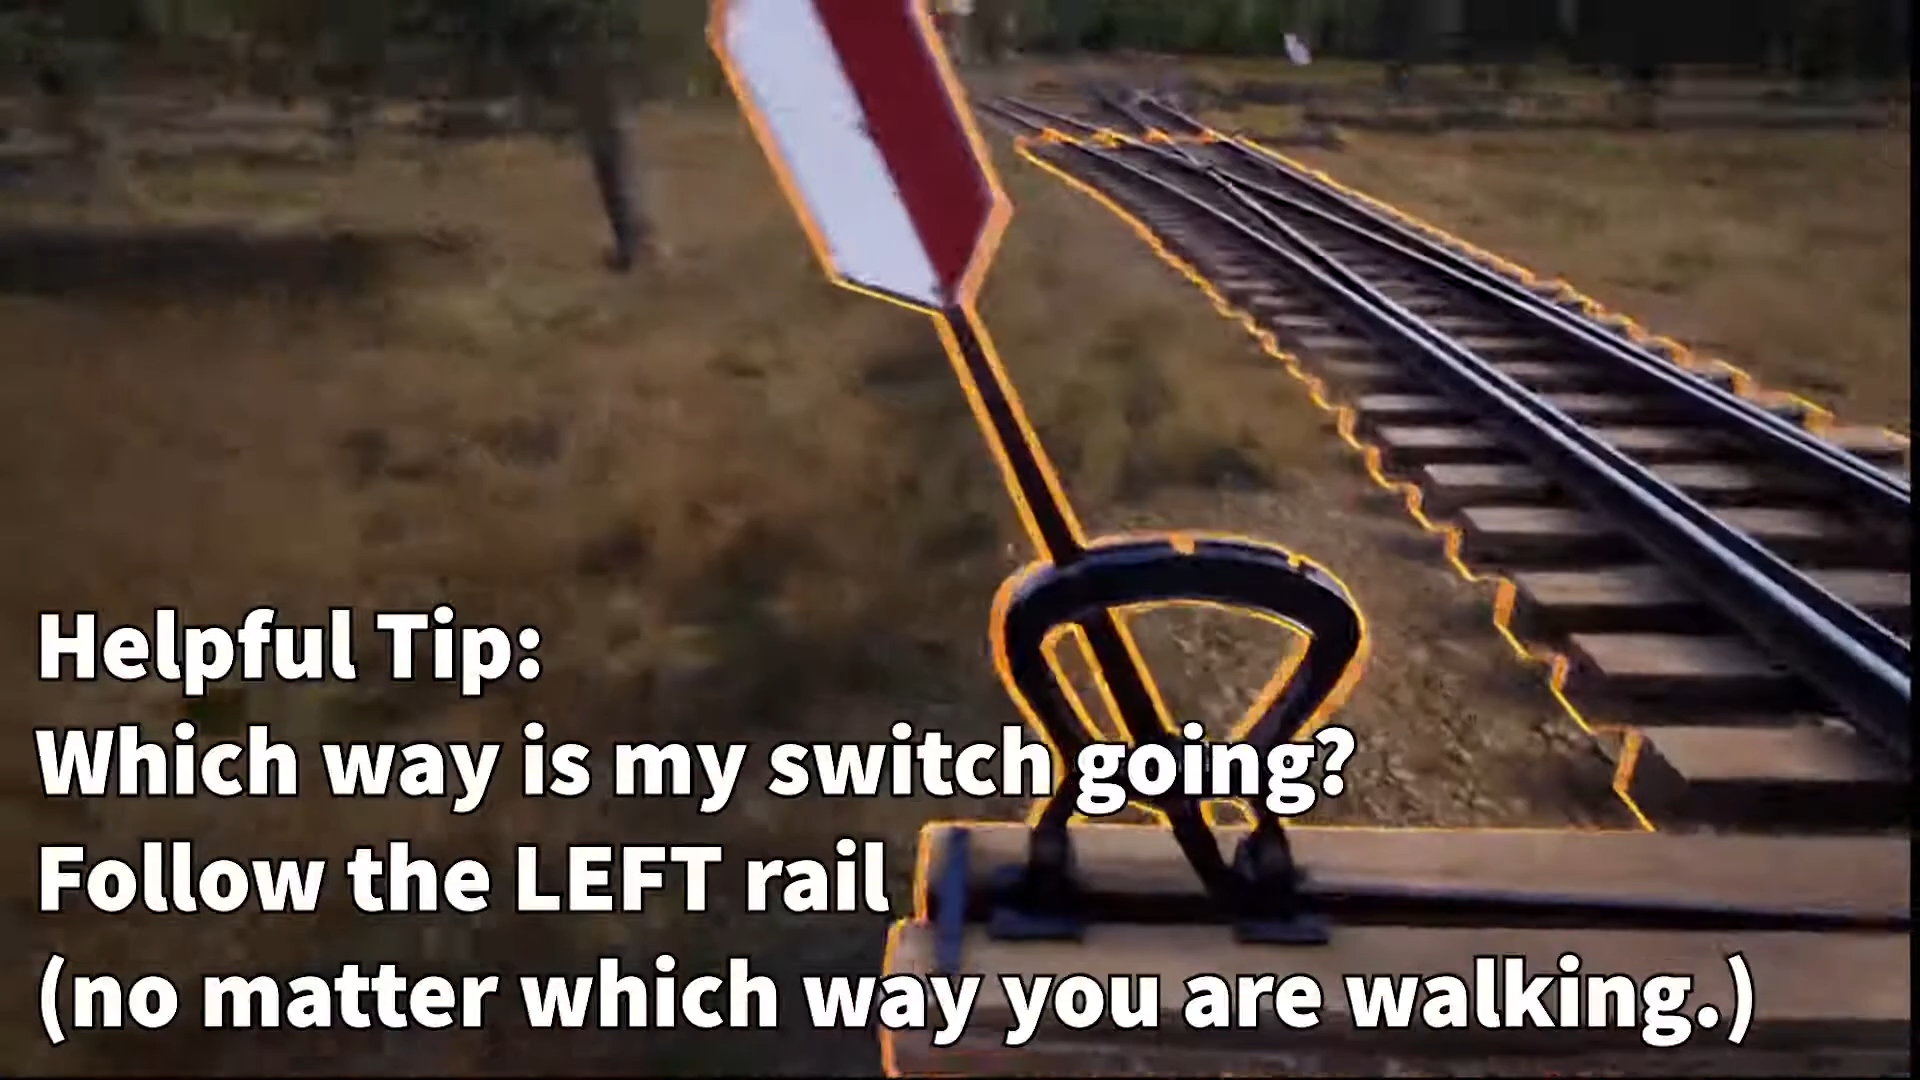 Helpful Tip:
Which way is my switch going?
Follow the LEFT rail
(no matter which way you are walking.)